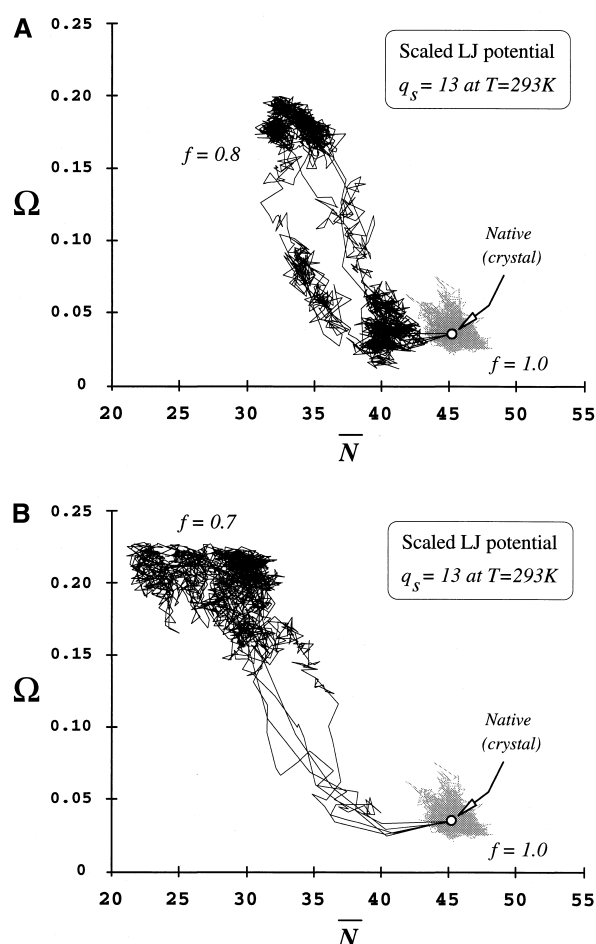 A
0.25
Scaled LJ potential
q_s = 13 at T=293K
0.20
f = 0.8
0.15
Ω
0.10
Native
(crystal)
0.05
f = 1.0
0
20 25 30 35 40 45 50 55
N̅
B
0.25
f = 0.7
Scaled LJ potential
q_s = 13 at T=293K
0.20
0.15
Ω
0.10
Native
(crystal)
0.05
f = 1.0
0
20 25 30 35 40 45 50 55
N̅